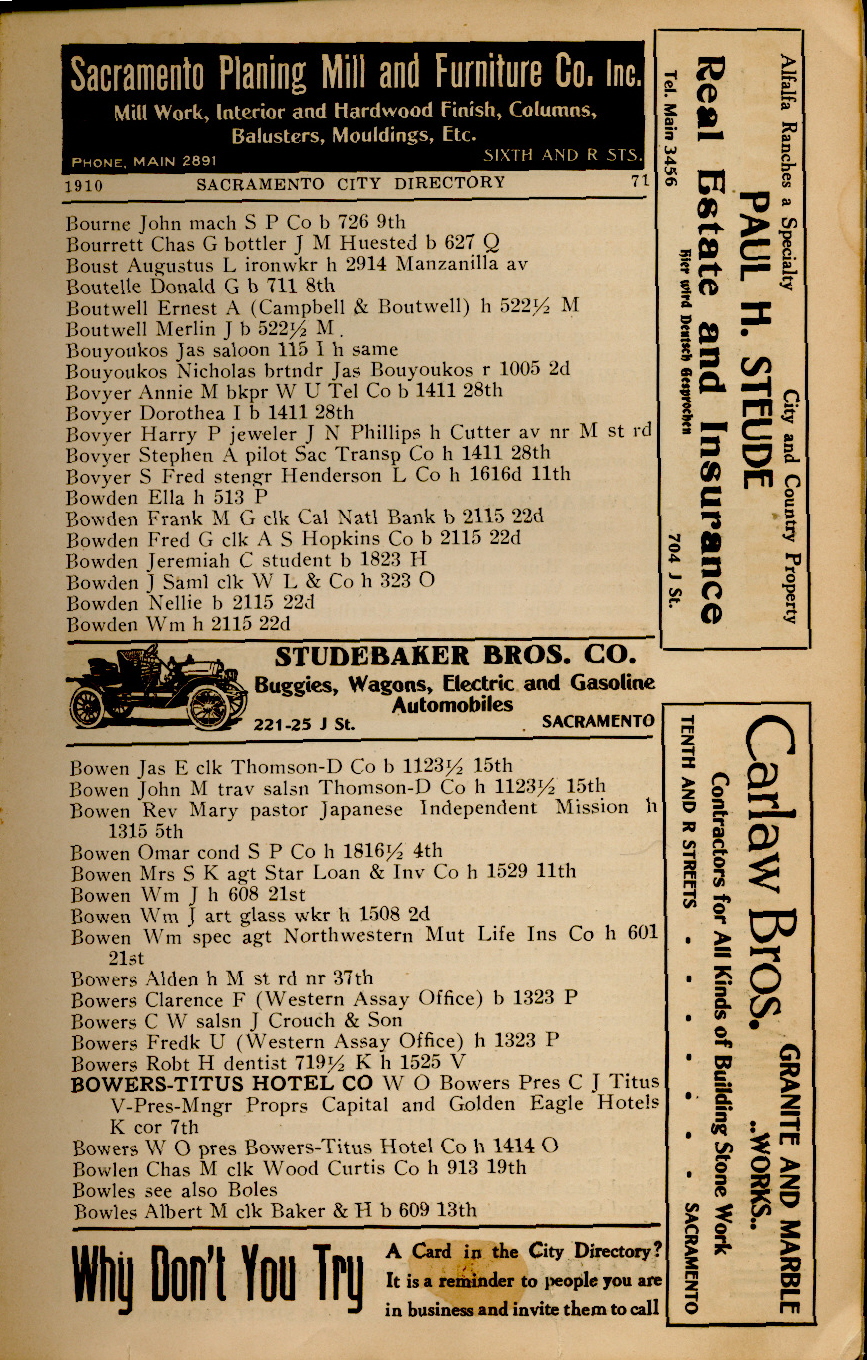 Sacramento Planing Mill and Furniture Co. Inc.
Mill Work, Interior and Hardwood Finish, Columns,
Balusters, Mouldings, Etc.
PHONE, MAIN 2891 SIXTH AND R STS.
1910 SACRAMENTO CITY DIRECTORY 71
Bourne John mach S P Co b 726 9th
Bourrett Chas G bottler J M Huested b 627 Q
Boust Augustus L ironwkr h 2914 Manzanilla av
Boutelle Donald G b 711 8th
Boutwell Ernest A (Campbell & Boutwell) h 522½ M
Boutwell Merlin J b 522½ M.
Bouyoukos Jas saloon 115 I h same
Bouyoukos Nicholas brtndr Jas Bouyoukos r 1005 2d
Bovyer Annie M bkpr W U Tel Co b 1411 28th
Bovyer Dorothea I b 1411 28th
Bovyer Harry P jeweler J N Phillips h Cutter av nr M st rd
Bovyer Stephen A pilot Sac Transp Co h 1411 28th
Bovyer S Fred stengr Henderson L Co h 1616d 11th
Bowden Ella h 513 P
Bowden Frank M G clk Cal Natl Bank b 2115 22d
Bowden Fred G clk A S Hopkins Co b 2115 22d
Bowden Jeremiah C student b 1823 H
Bowden J Saml clk W L & Co h 323 O
Bowden Nellie b 2115 22d
Bowden Wm h 2115 22d
STUDEBAKER BROS. CO.
Buggies, Wagons, Electric and Gasoline
Automobiles
221-25 J St. SACRAMENTO
Bowen Jas E clk Thomson-D Co b 1123½ 15th
Bowen John M trav salsn Thomson-D Co h 1123½ 15th
Bowen Rev Mary pastor Japanese Independent Mission h
1315 5th
Bowen Omar cond S P Co h 1816½ 4th
Bowen Mrs S K agt Star Loan & Inv Co h 1529 11th
Bowen Wm J h 608 21st
Bowen Wm J art glass wkr h 1508 2d
Bowen Wm spec agt Northwestern Mut Life Ins Co h 601
21st
Bowers Alden h M st rd nr 37th
Bowers Clarence F (Western Assay Office) b 1323 P
Bowers C W salsn J Crouch & Son
Bowers Fredk U (Western Assay Office) h 1323 P
Bowers Robt H dentist 719½ K h 1525 V
BOWERS-TITUS HOTEL CO W O Bowers Pres C J Titus
V-Pres-Mngr Proprs Capital and Golden Eagle Hotels
K cor 7th
Bowers W O pres Bowers-Titus Hotel Co h 1414 O
Bowlen Chas M clk Wood Curtis Co h 913 19th
Bowles see also Boles
Bowles Albert M clk Baker & H b 609 13th
Why Don't You Try
A Card in the City Directory?
It is a reminder to people you are
in business and invite them to call
Alfalfa Ranches a Specialty City and Country Property
PAUL H. STEUDE
Real Estate and Insurance
Hier wird Deutsch Gesprochen
Tel. Main 3456 704 J St.
Carlaw Bros. GRANITE AND MARBLE
..WORKS..
Contractors for All Kinds of Building Stone Work
TENTH AND R STREETS . . . . . . SACRAMENTO